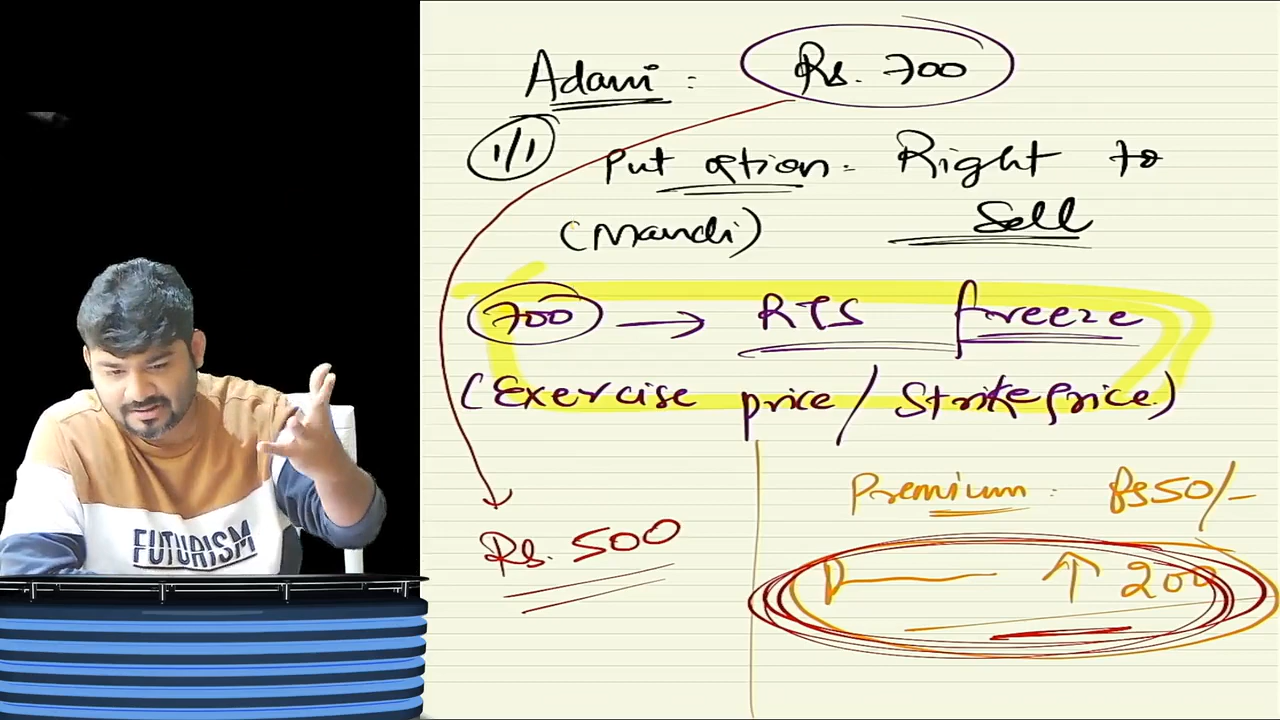 Adani : Rs. 700
1/1 Put option = Right to
(Mandi) Sell
700 → RTS freeze
(Exercise price / Strike price)
Premium : Rs 50/-
Rs. 500
P ↑ 200
FUTURISM